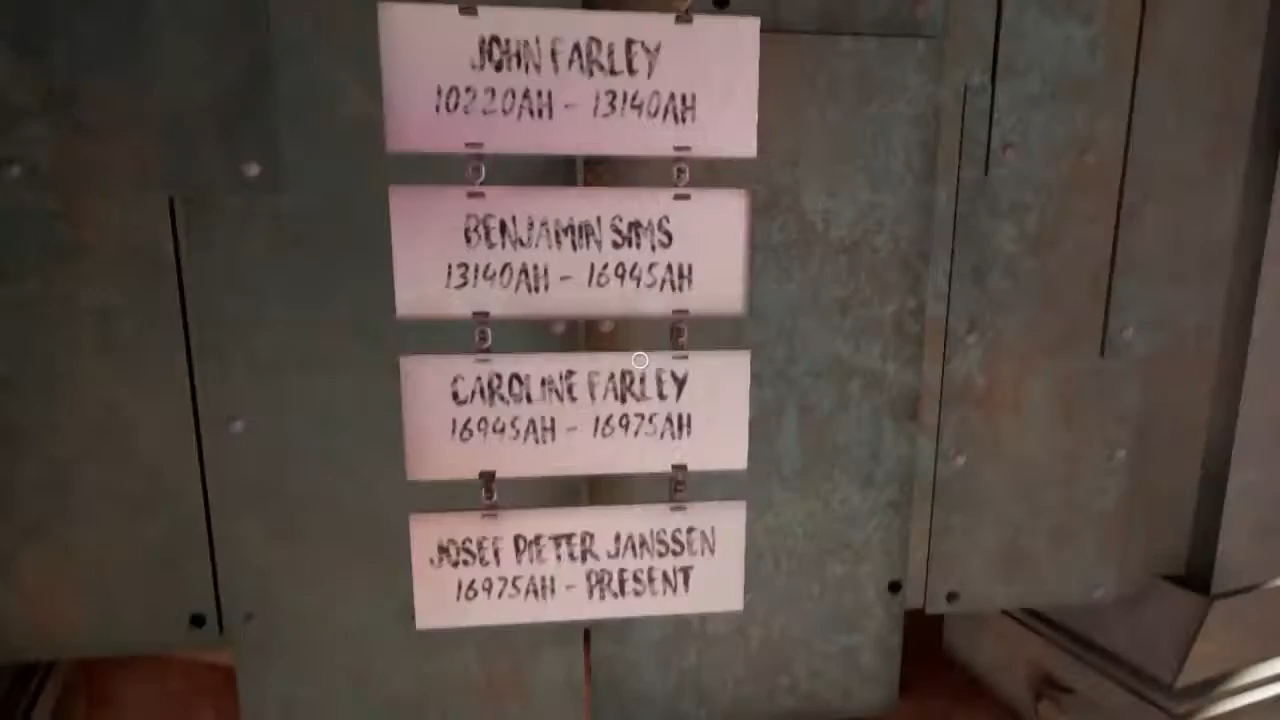 JOHN FARLEY
10220AH - 13140AH
BENJAMIN SIMS
13140AH - 16945AH
CAROLINE FARLEY
16945AH - 16975AH
JOSEF PIETER JANSSEN
16975AH - PRESENT